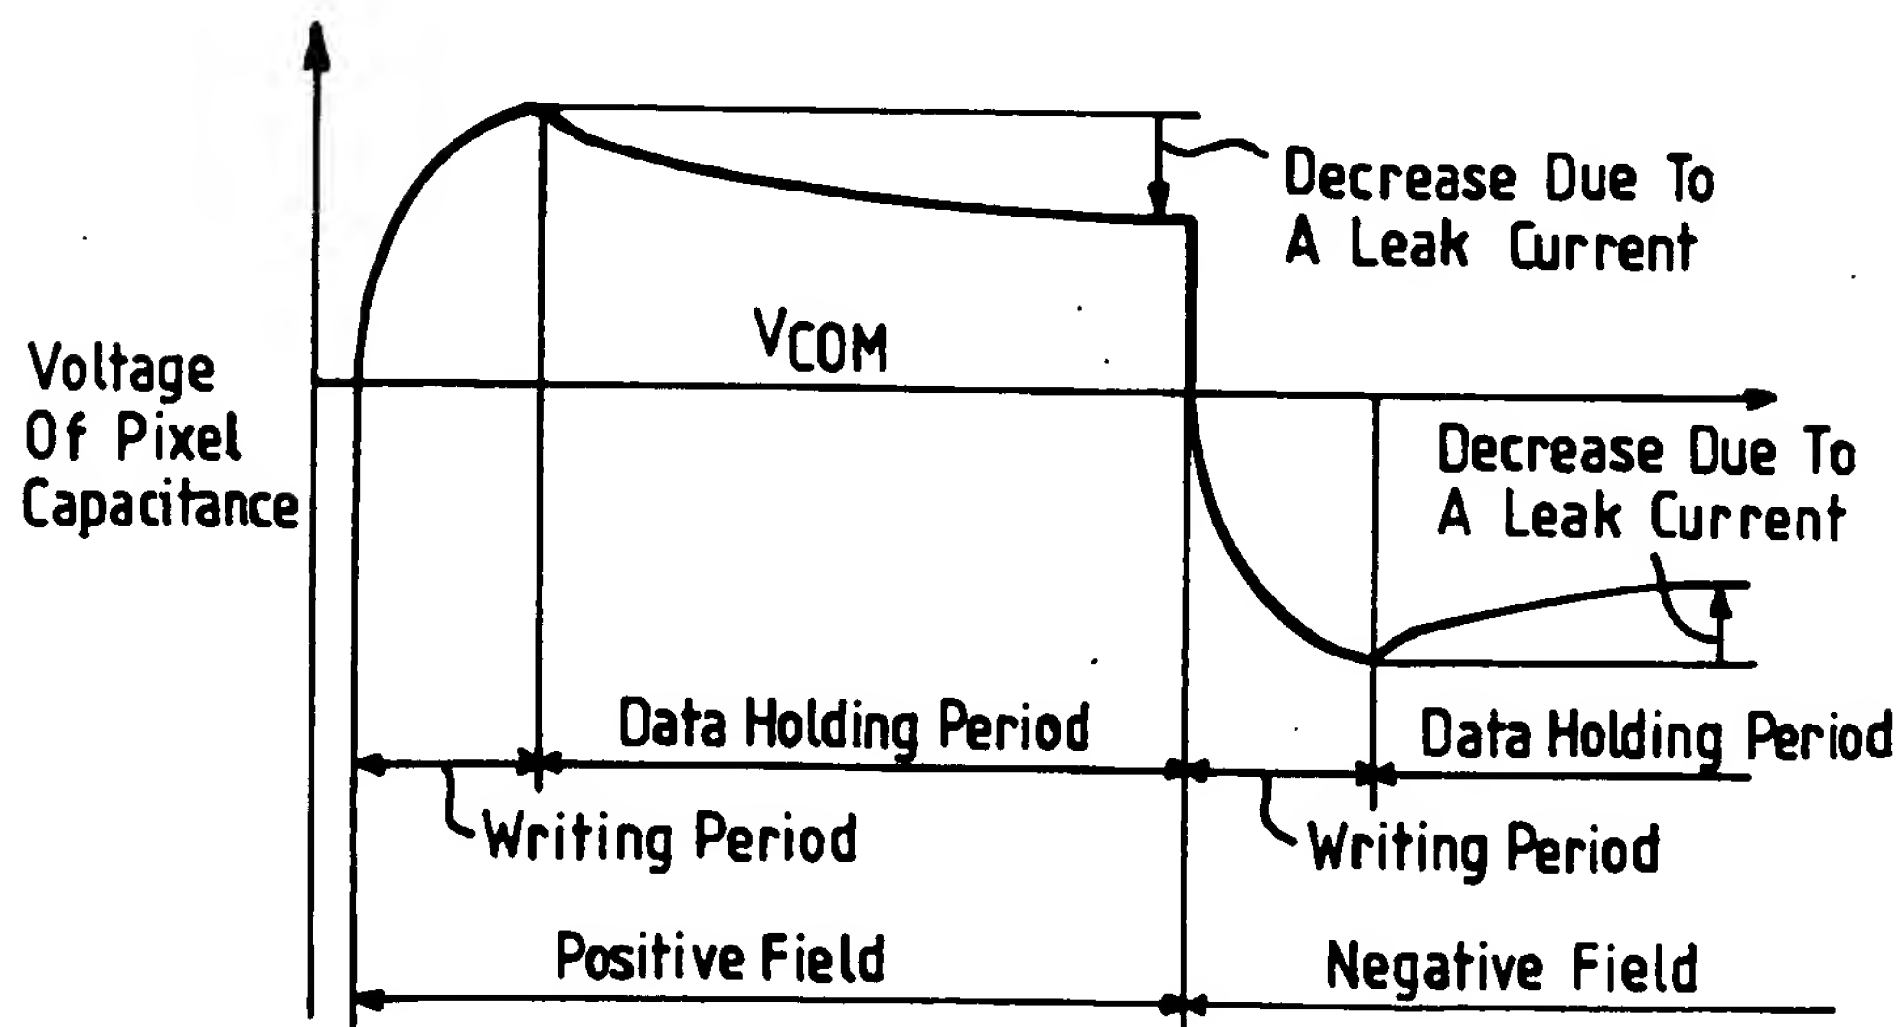 Decrease Due To
A Leak Current
VCOM
Voltage
Of Pixel
Capacitance
Decrease Due To
A Leak Current
Data Holding Period
Data Holding Period
Writing Period
Writing Period
Positive Field
Negative Field